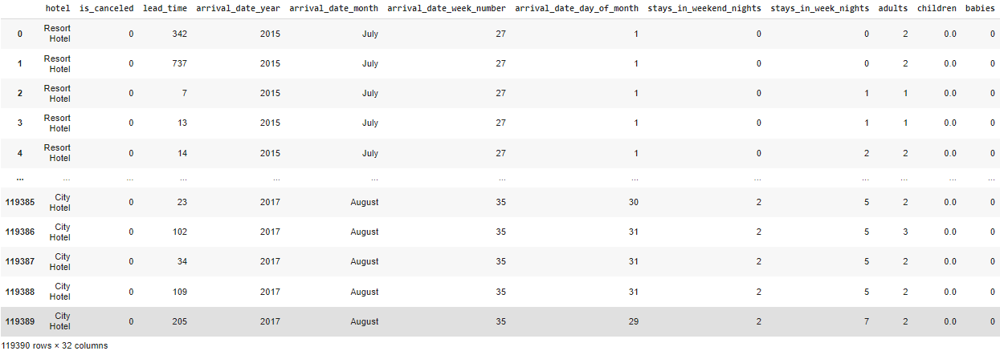 hotel is_canceled lead_time arrival_date_year arrival_date_month arrival_date_week_number arrival_date_day_of_month stays_in_weekend_nights stays_in_week_nights adults children babies
0 Resort Hotel 0 342 2015 July 27 1 0 0 2 0.0 0
1 Resort Hotel 0 737 2015 July 27 1 0 0 2 0.0 0
2 Resort Hotel 0 7 2015 July 27 1 0 1 1 0.0 0
3 Resort Hotel 0 13 2015 July 27 1 0 1 1 0.0 0
4 Resort Hotel 0 14 2015 July 27 1 0 2 2 0.0 0
... ... ... ... ... ... ... ... ... ... ... ... ...
119385 City Hotel 0 23 2017 August 35 30 2 5 2 0.0 0
119386 City Hotel 0 102 2017 August 35 31 2 5 3 0.0 0
119387 City Hotel 0 34 2017 August 35 31 2 5 2 0.0 0
119388 City Hotel 0 109 2017 August 35 31 2 5 2 0.0 0
119389 City Hotel 0 205 2017 August 35 29 2 7 2 0.0 0
119390 rows × 32 columns